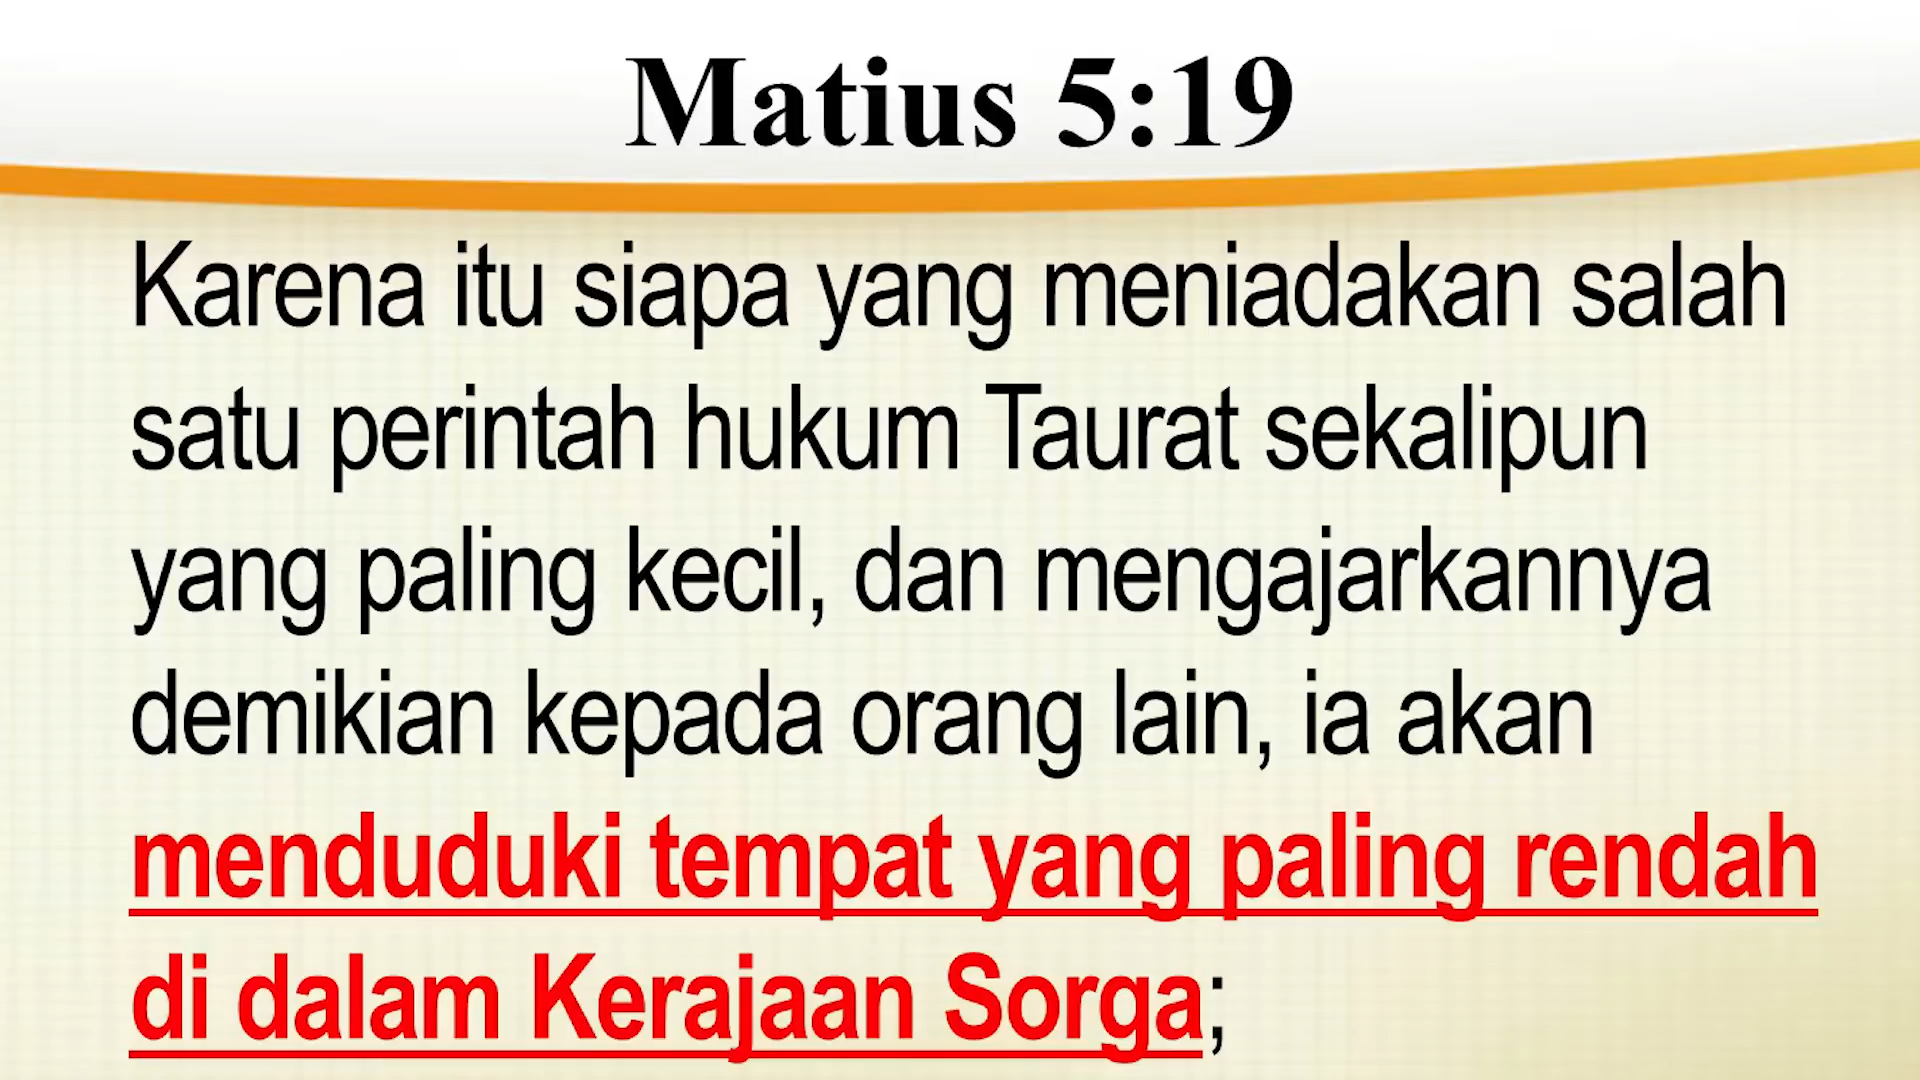 Matius 5:19
Karena itu siapa yang meniadakan salah
satu perintah hukum Taurat sekalipun
yang paling kecil, dan mengajarkannya
demikian kepada orang lain, ia akan
menduduki tempat yang paling rendah
di dalam Kerajaan Sorga;